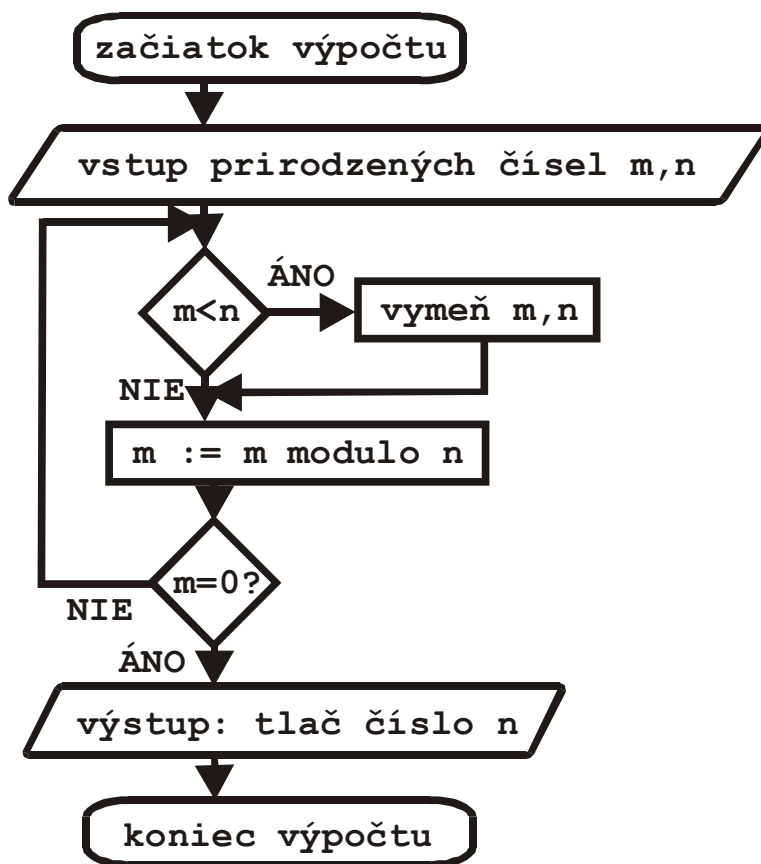 začiatok výpočtu
vstup prirodzených čísel m,n
ÁNO
m<n
vymeň m,n
NIE
m := m modulo n
m=0?
NIE
ÁNO
výstup: tlač číslo n
koniec výpočtu